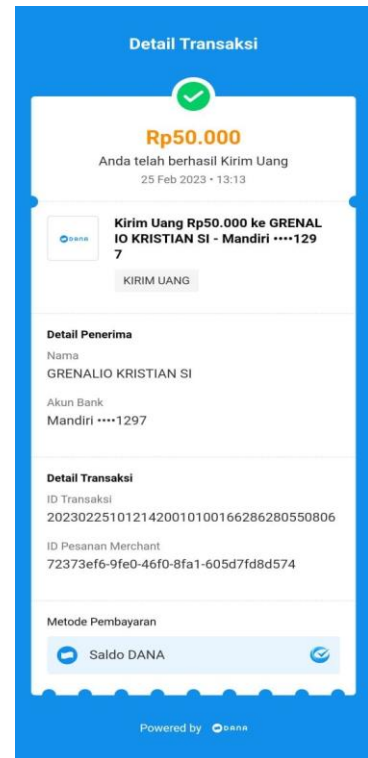 Detail Transaksi
Rp50.000
Anda telah berhasil Kirim Uang
25 Feb 2023 • 13:13
DANA
Kirim Uang Rp50.000 ke GRENAL
IO KRISTIAN SI - Mandiri ••••129
7
KIRIM UANG
Detail Penerima
Nama
GRENALIO KRISTIAN SI
Akun Bank
Mandiri ••••1297
Detail Transaksi
ID Transaksi
20230225101214200101001662862805​50806
ID Pesanan Merchant
72373ef6-9fe0-46f0-8fa1-605d7fd8d574
Metode Pembayaran
Saldo DANA
Powered by DANA